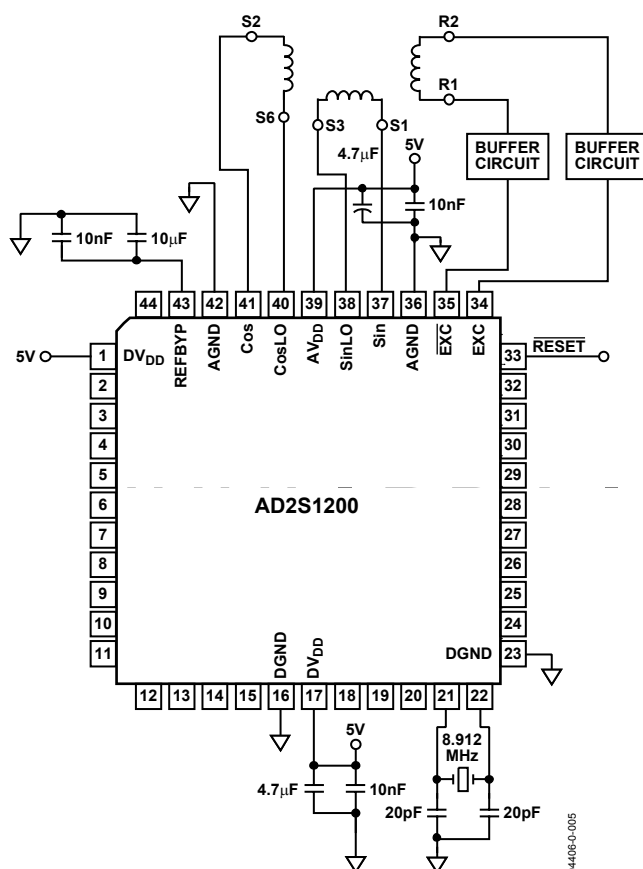 S2
R2
R1
S6
S3
S1
5V
4.7µF
10nF
BUFFER
CIRCUIT
BUFFER
CIRCUIT
10nF
10µF
44
43
42
41
40
39
38
37
36
35
34
REFBYP
AGND
Cos
CosLO
AVDD
SinLO
Sin
AGND
EXC
EXC
5V
1
DVDD
2
3
4
5
6
7
8
9
10
11
AD2S1200
33
RESET
32
31
30
29
28
27
26
25
24
DGND
23
DGND
DVDD
12
13
14
15
16
17
18
19
20
21
22
5V
4.7µF
10nF
8.912
MHz
20pF
20pF
04406-0-005